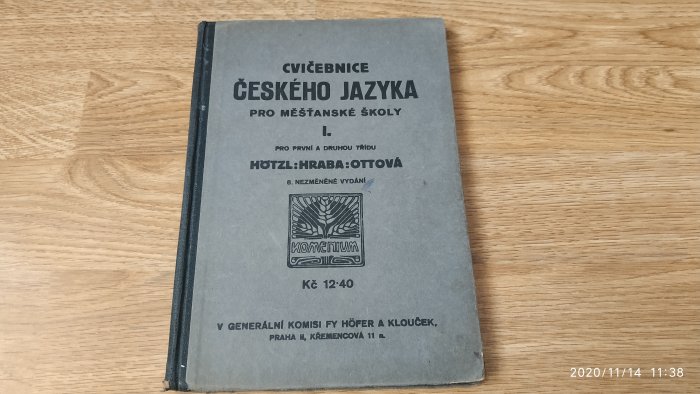 CVIČEBNICE
ČESKÉHO JAZYKA
PRO MĚŠŤANSKÉ ŠKOLY
I.
PRO PRVNÍ A DRUHOU TŘÍDU
HÖTZL:HRABA:OTTOVÁ
6. NEZMĚNĚNÉ VYDÁNÍ
KOMENIUM
Kč 12·40
V GENERÁLNÍ KOMISI FY HÖFER A KLOUČEK,
PRAHA II, KŘEMENCOVÁ 11 n.
2020/11/14 11:38